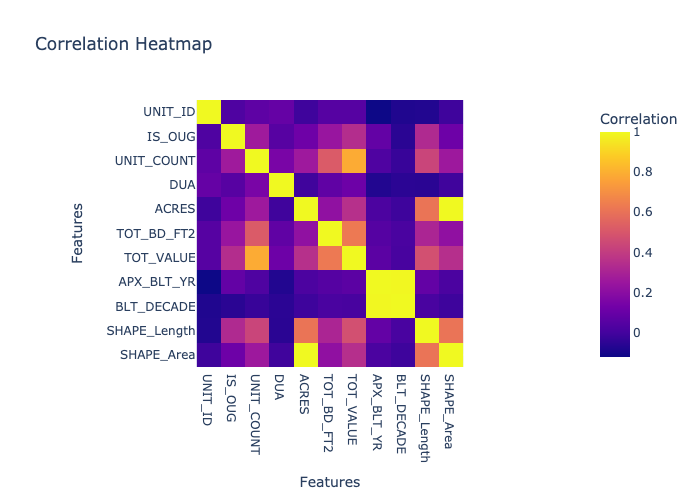 Correlation Heatmap
Correlation
UNIT_ID
IS_OUG
UNIT_COUNT
DUA
ACRES
TOT_BD_FT2
TOT_VALUE
APX_BLT_YR
BLT_DECADE
SHAPE_Length
SHAPE_Area
Features
1
0.8
0.6
0.4
0.2
0
UNIT_ID
IS_OUG
UNIT_COUNT
DUA
ACRES
TOT_BD_FT2
TOT_VALUE
APX_BLT_YR
BLT_DECADE
SHAPE_Length
SHAPE_Area
Features